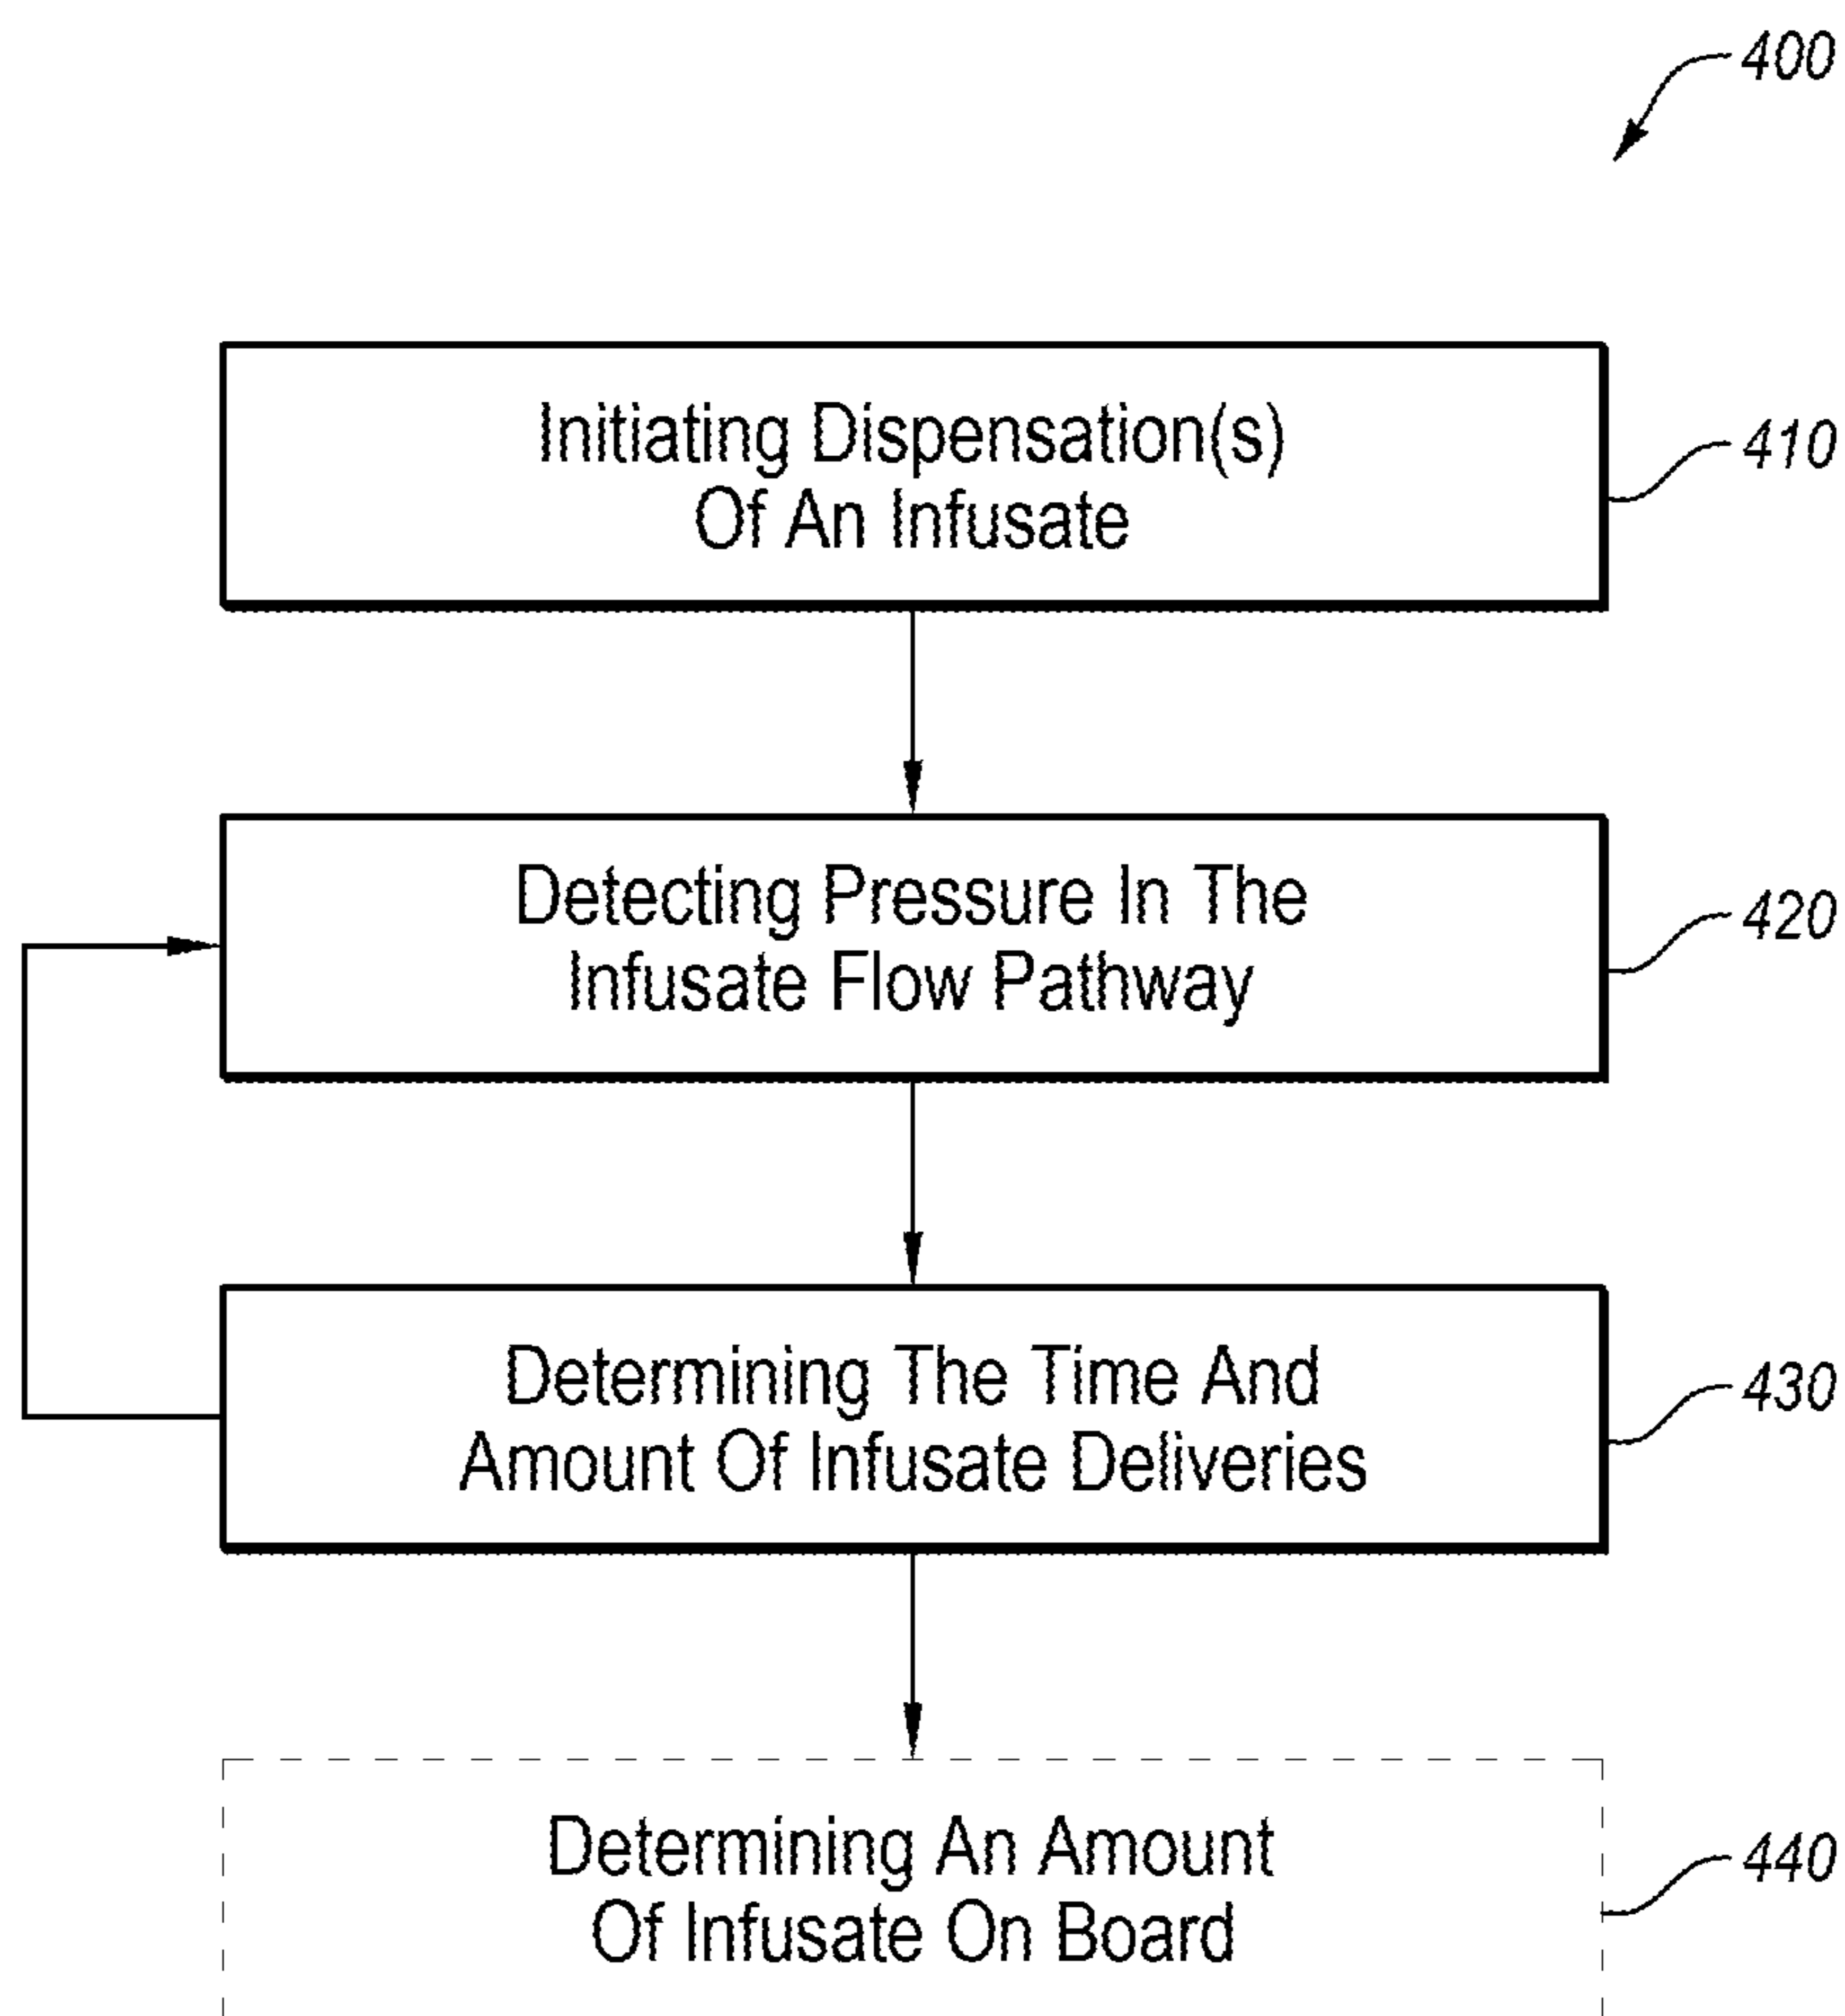 400
Initiating Dispensation(s)
Of An Infusate
410
Detecting Pressure In The
Infusate Flow Pathway
420
Determining The Time And
Amount Of Infusate Deliveries
430
Determining An Amount
Of Infusate On Board
440